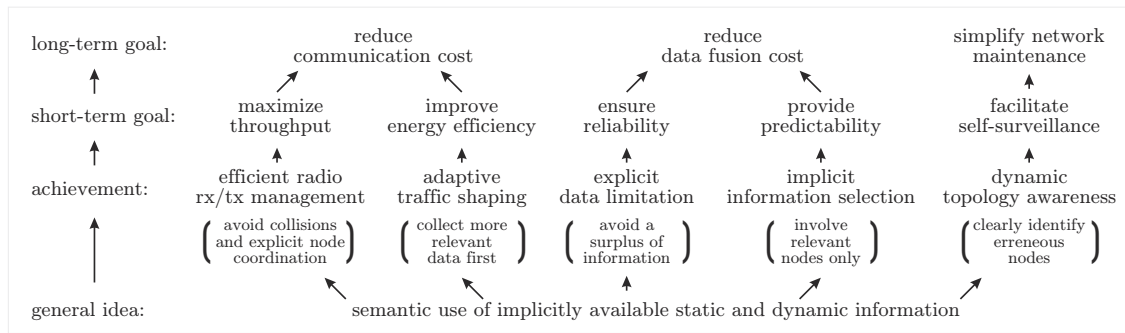 long-term goal:
reduce
communication cost
reduce
data fusion cost
simplify network
maintenance
short-term goal:
maximize
throughput
improve
energy efficiency
ensure
reliability
provide
predictability
facilitate
self-surveillance
achievement:
efficient radio
rx/tx management
(avoid collisions
and explicit node
coordination)
adaptive
traffic shaping
(collect more
relevant
data first)
explicit
data limitation
(avoid a
surplus of
information)
implicit
information selection
(involve
relevant
nodes only)
dynamic
topology awareness
(clearly identify
erreneous
nodes)
general idea:
semantic use of implicitly available static and dynamic information